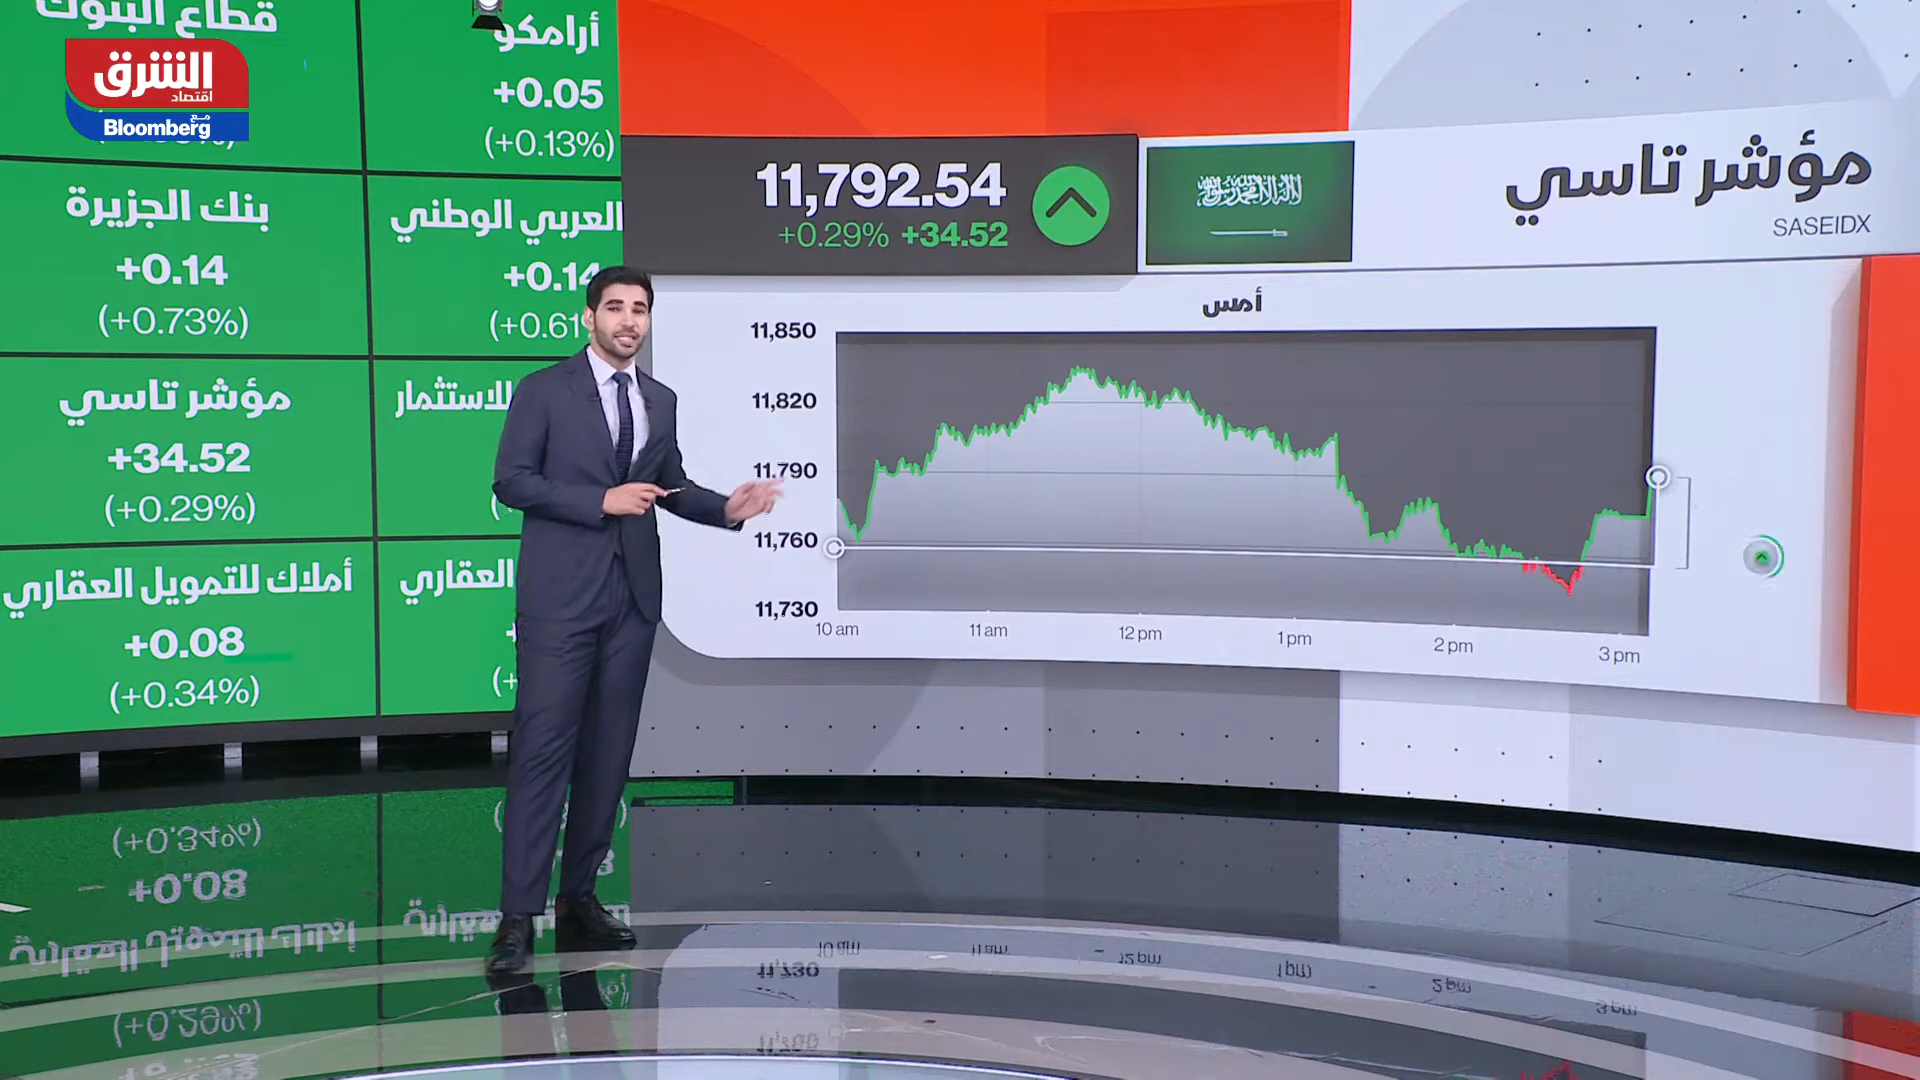 الشرق
اقتصاد
مع
Bloomberg
قطاع البنوك
أرامكو
+0.05
(+0.13%)
بنك الجزيرة
+0.14
(+0.73%)
العربي الوطني
+0.14
مؤشر تاسي
+34.52
(+0.29%)
للاستثمار
أملاك للتمويل العقاري
+0.08
(+0.34%)
العقاري
11,792.54
+0.29% +34.52
مؤشر تاسي
SASEIDX
أمس
11,850
11,820
11,790
11,760
11,730
10 am
11 am
12 pm
1 pm
2 pm
3 pm